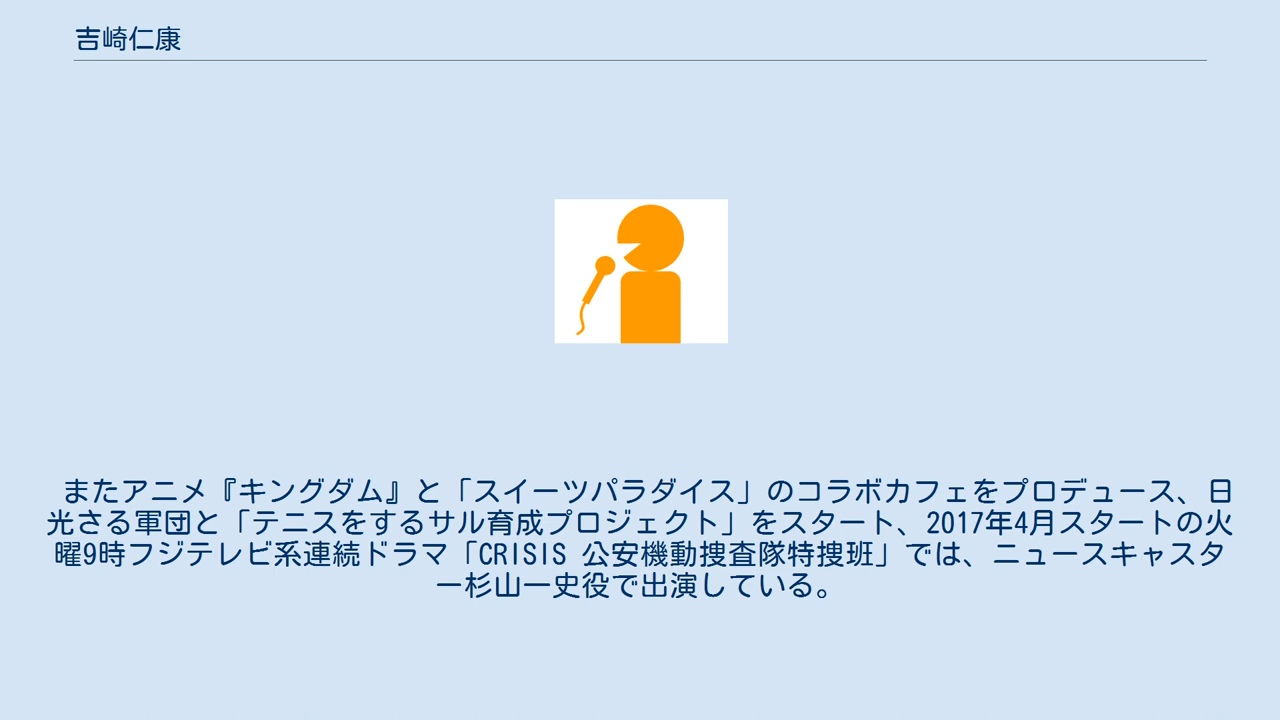 吉崎仁康
またアニメ『キングダム』と「スイーツパラダイス」のコラボカフェをプロデュース、日
光さる軍団と「テニスをするサル育成プロジェクト」をスタート、2017年4月スタートの火
曜9時フジテレビ系連続ドラマ「CRISIS 公安機動捜査隊特捜班」では、ニュースキャスタ
ー杉山一史役で出演している。